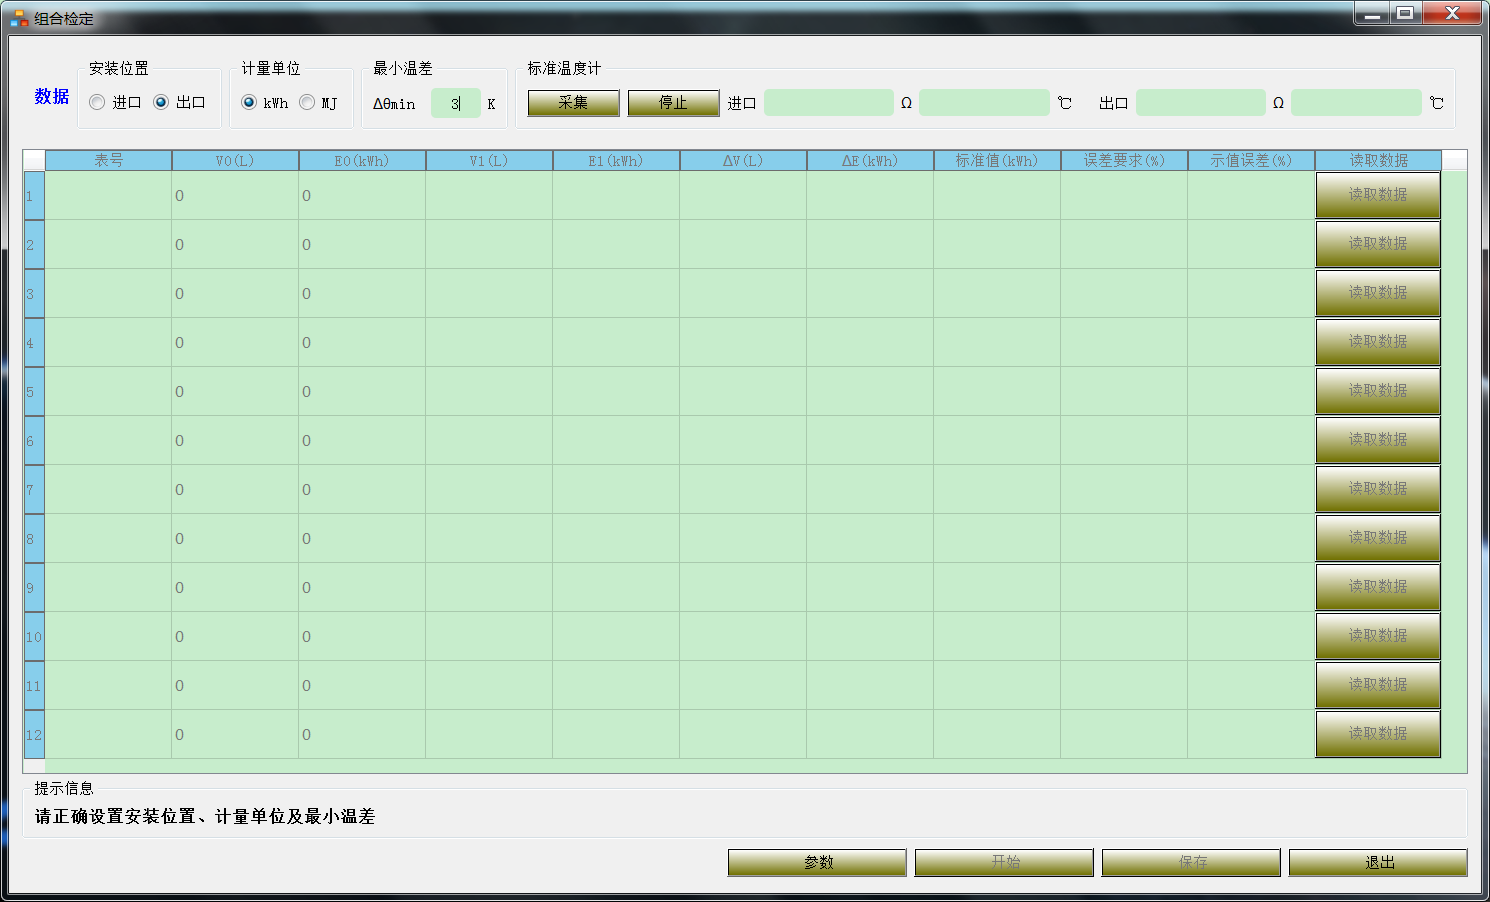 组合检定
数据
安装位置
进口 出口
计量单位
kWh MJ
最小温差
Δθmin 3 K
标准温度计
采集 停止 进口 Ω ℃ 出口 Ω ℃
表号 V0(L) E0(kWh) V1(L) E1(kWh) ΔV(L) ΔE(kWh) 标准值(kWh) 误差要求(%) 示值误差(%) 读取数据
1 0 0 读取数据
2 0 0 读取数据
3 0 0 读取数据
4 0 0 读取数据
5 0 0 读取数据
6 0 0 读取数据
7 0 0 读取数据
8 0 0 读取数据
9 0 0 读取数据
10 0 0 读取数据
11 0 0 读取数据
12 0 0 读取数据
提示信息
请正确设置安装位置、计量单位及最小温差
参数 开始 保存 退出